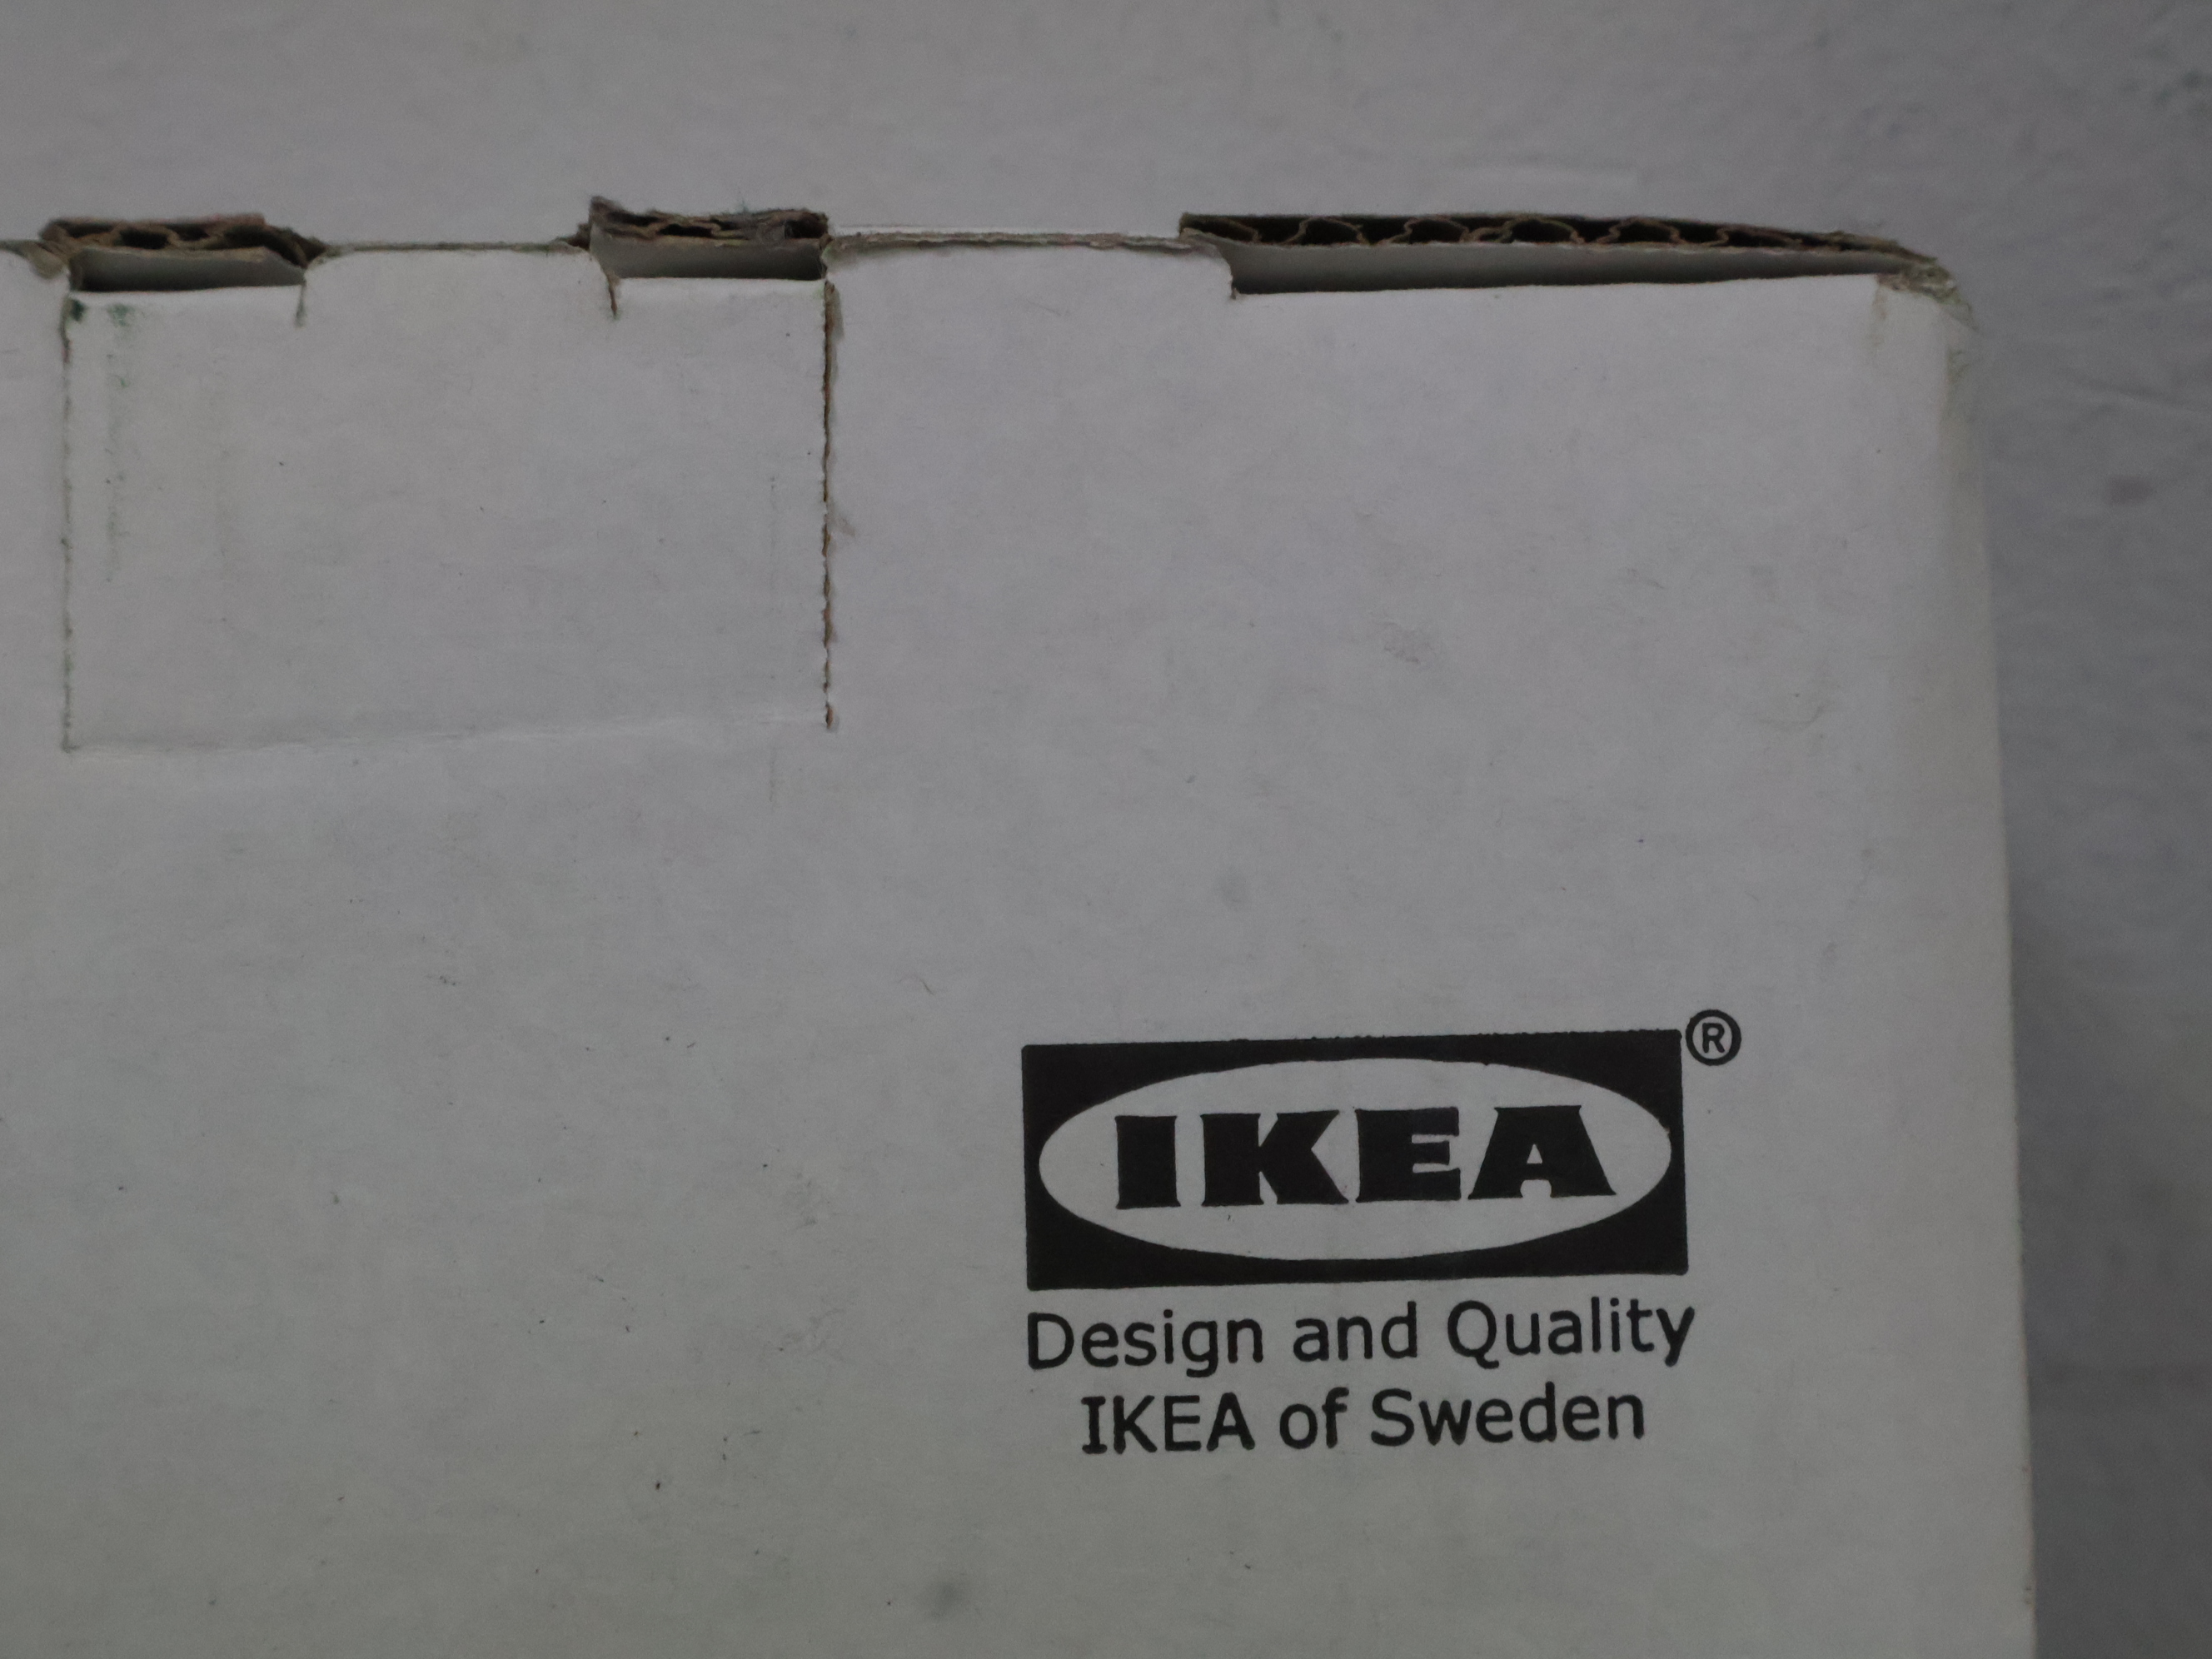 IKEA®
Design and Quality
IKEA of Sweden